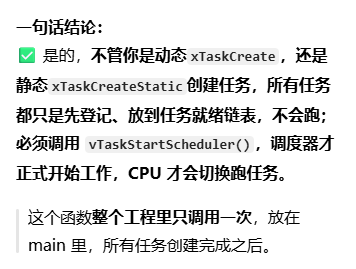 一句话结论：
✅ 是的，不管你是动态 xTaskCreate，还是
静态 xTaskCreateStatic 创建任务，所有任务
都只是先登记、放到任务就绪链表，不会跑；
必须调用 vTaskStartScheduler()，调度器才
正式开始工作，CPU 才会切换跑任务。
这个函数整个工程里只调用一次，放在
main 里，所有任务创建完成之后。